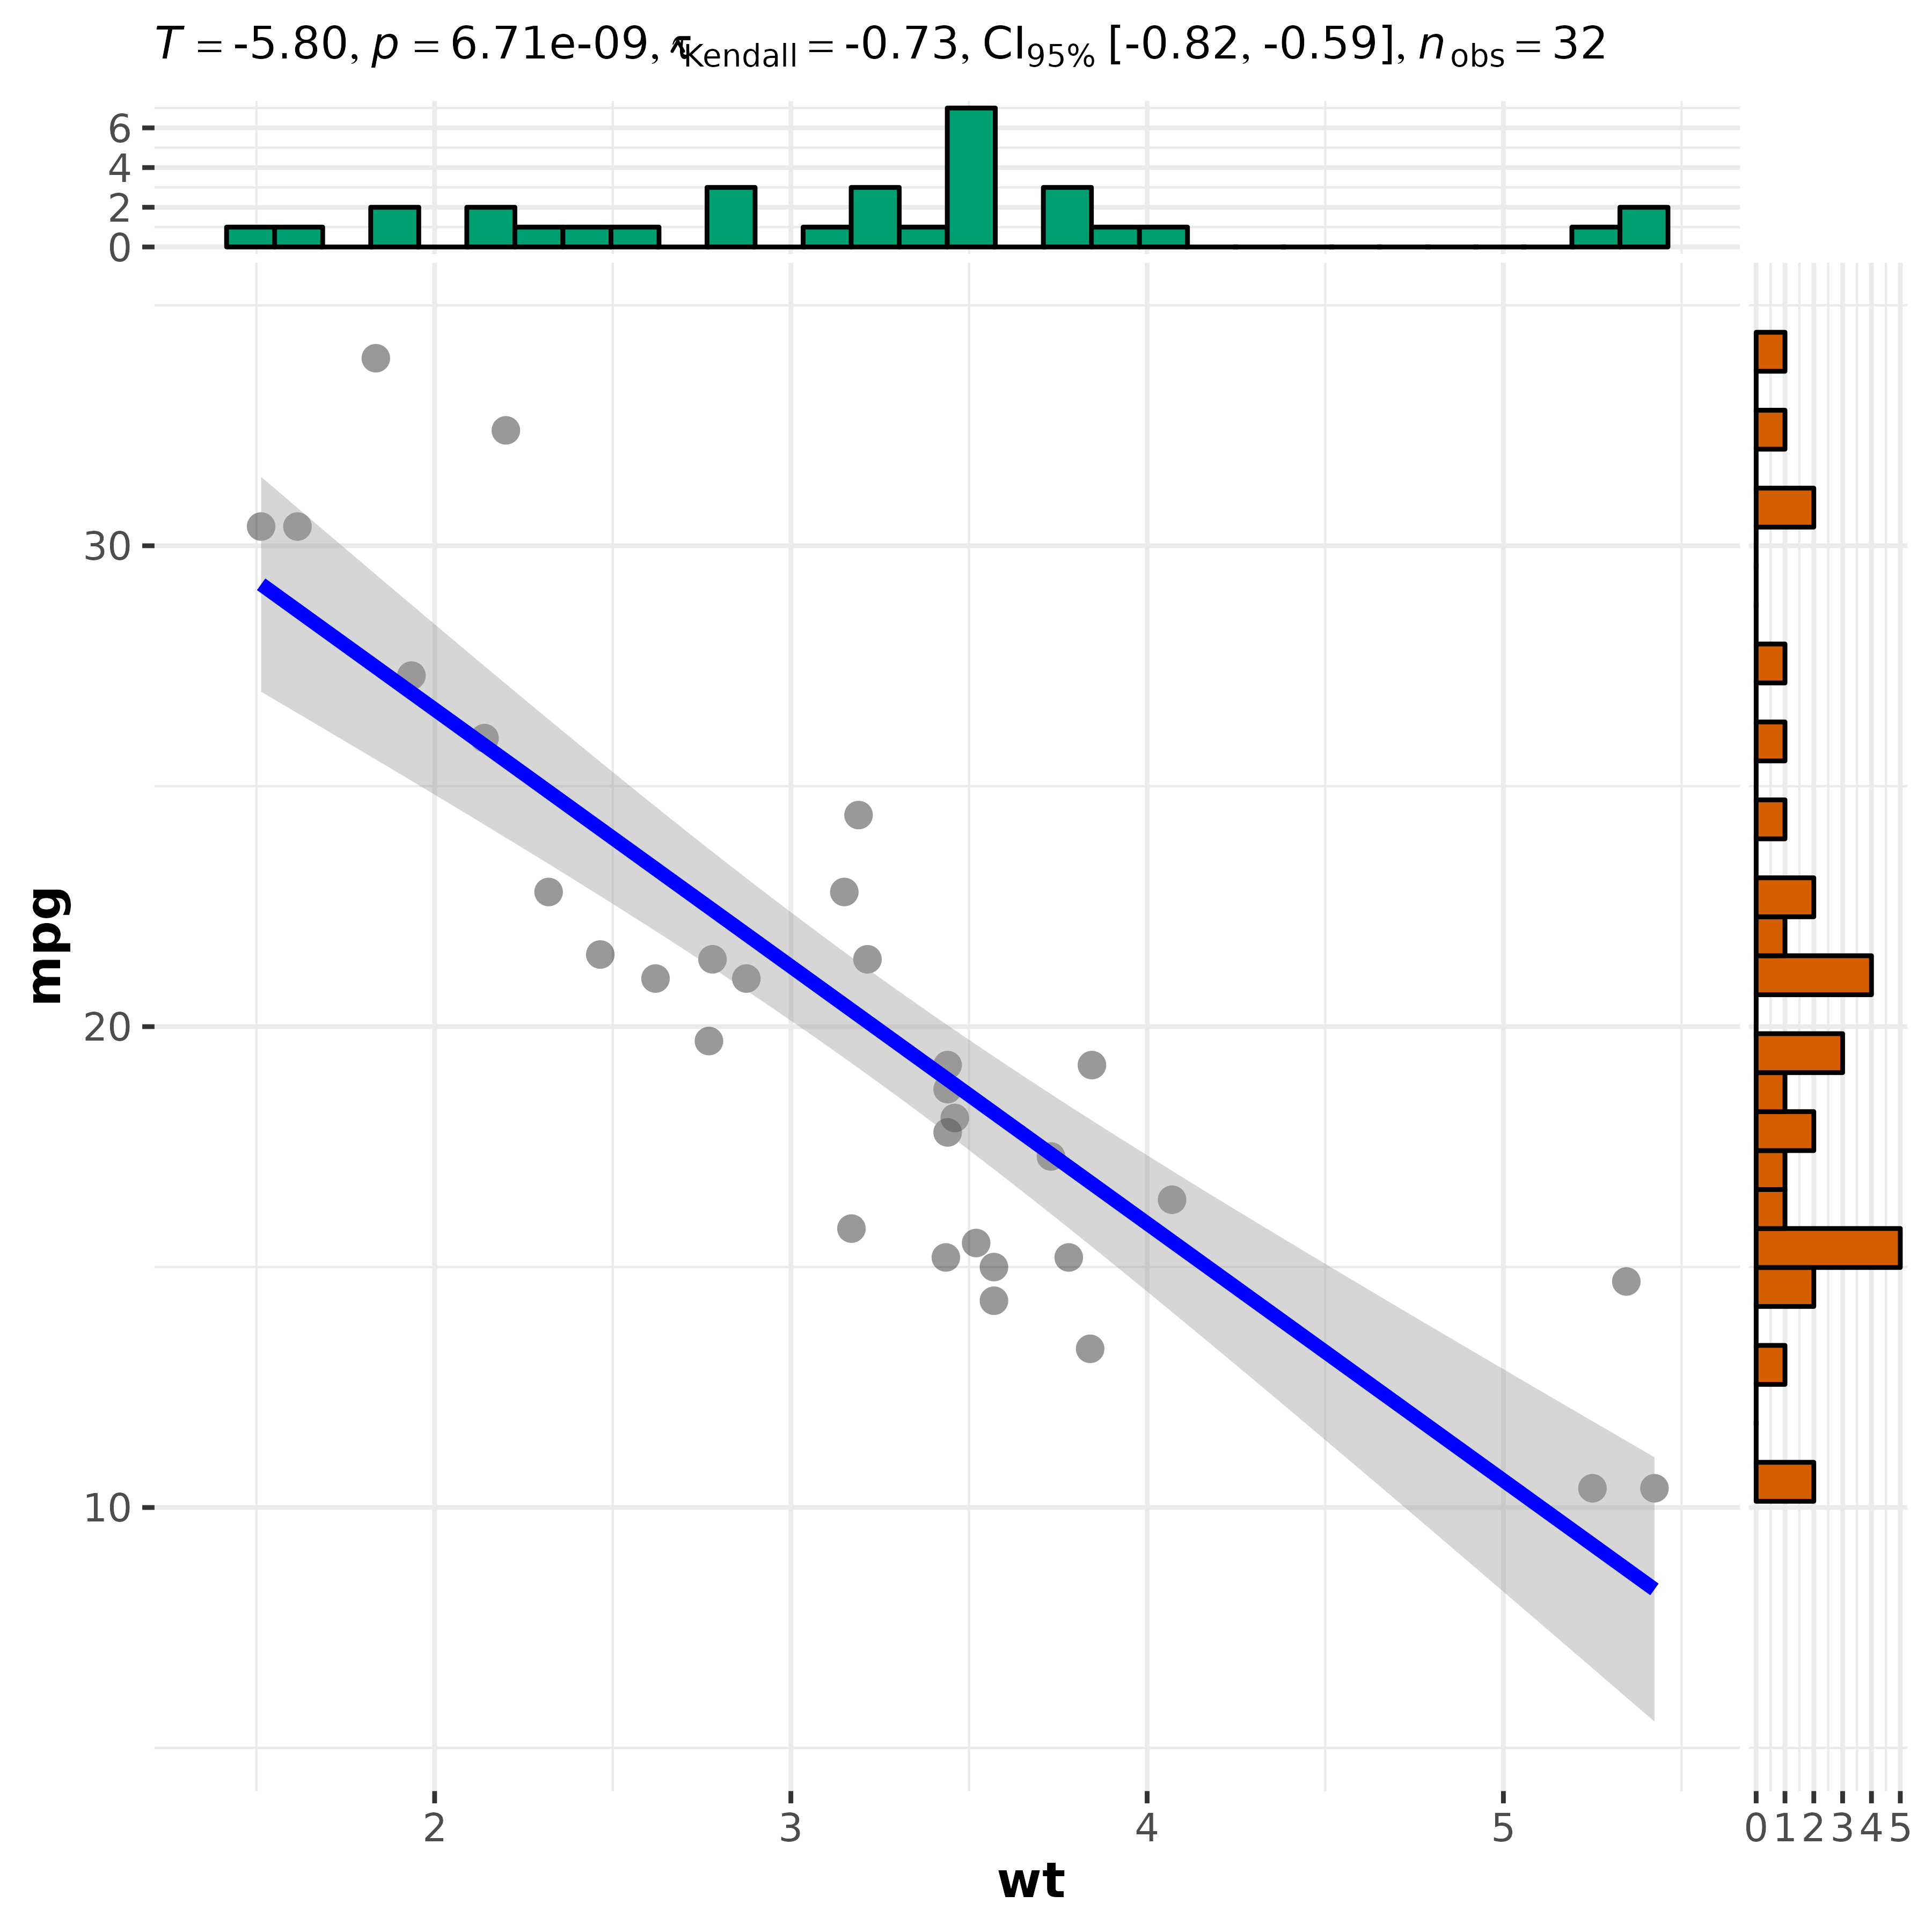 T = -5.80, p = 6.71e-09, τ̂Kendall = -0.73, CI95% [-0.82, -0.59], nobs = 32
6
4
2
0
30
20
10
mpg
2 3 4 5
0 1 2 3 4 5
wt